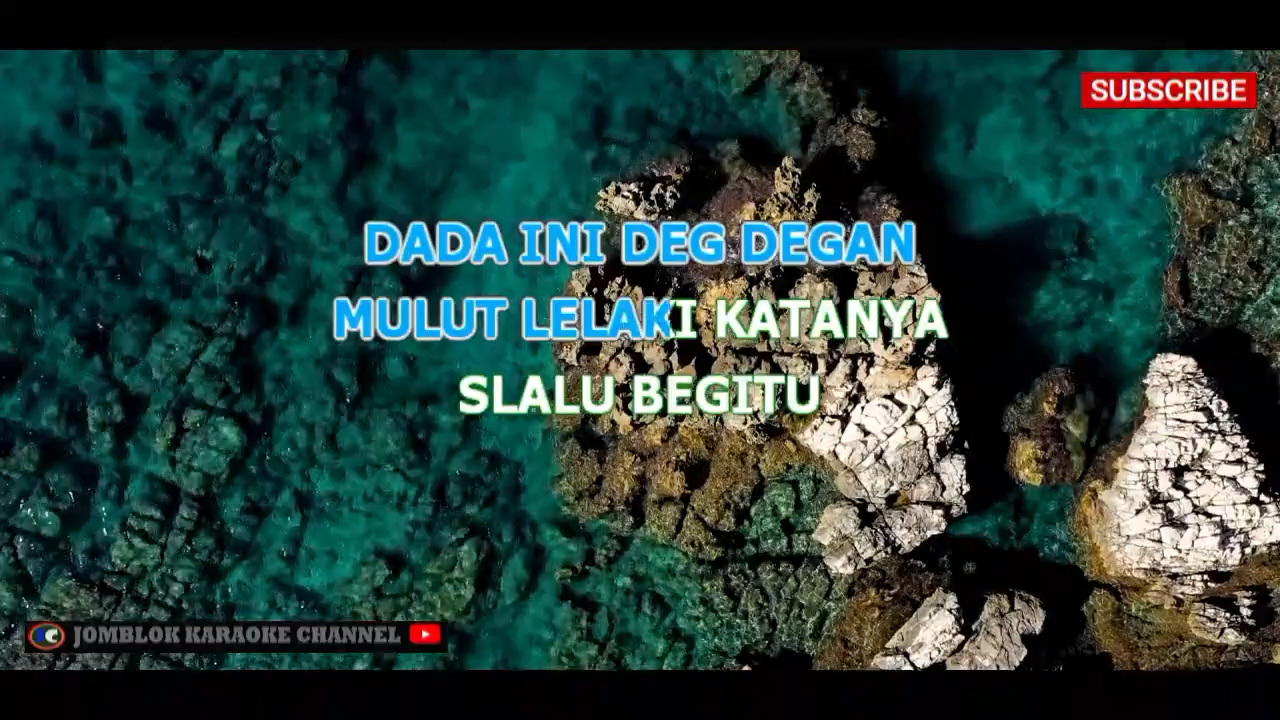 SUBSCRIBE
DADA INI DEG DEGAN
MULUT LELAKI KATANYA
SLALU BEGITU
JOMBLOK KARAOKE CHANNEL